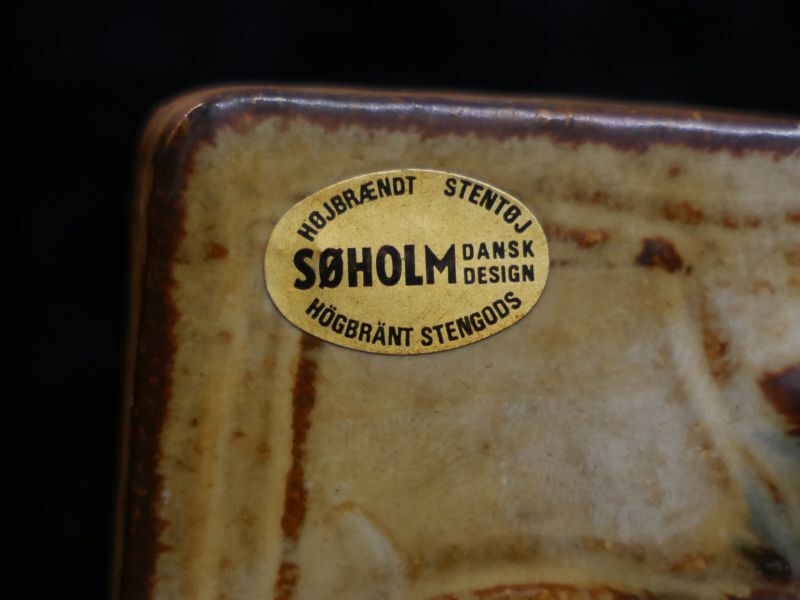 HØJBRÆNDT STENTØJ
SØHOLM DANSK DESIGN
HÖGBRÄNT STENGODS